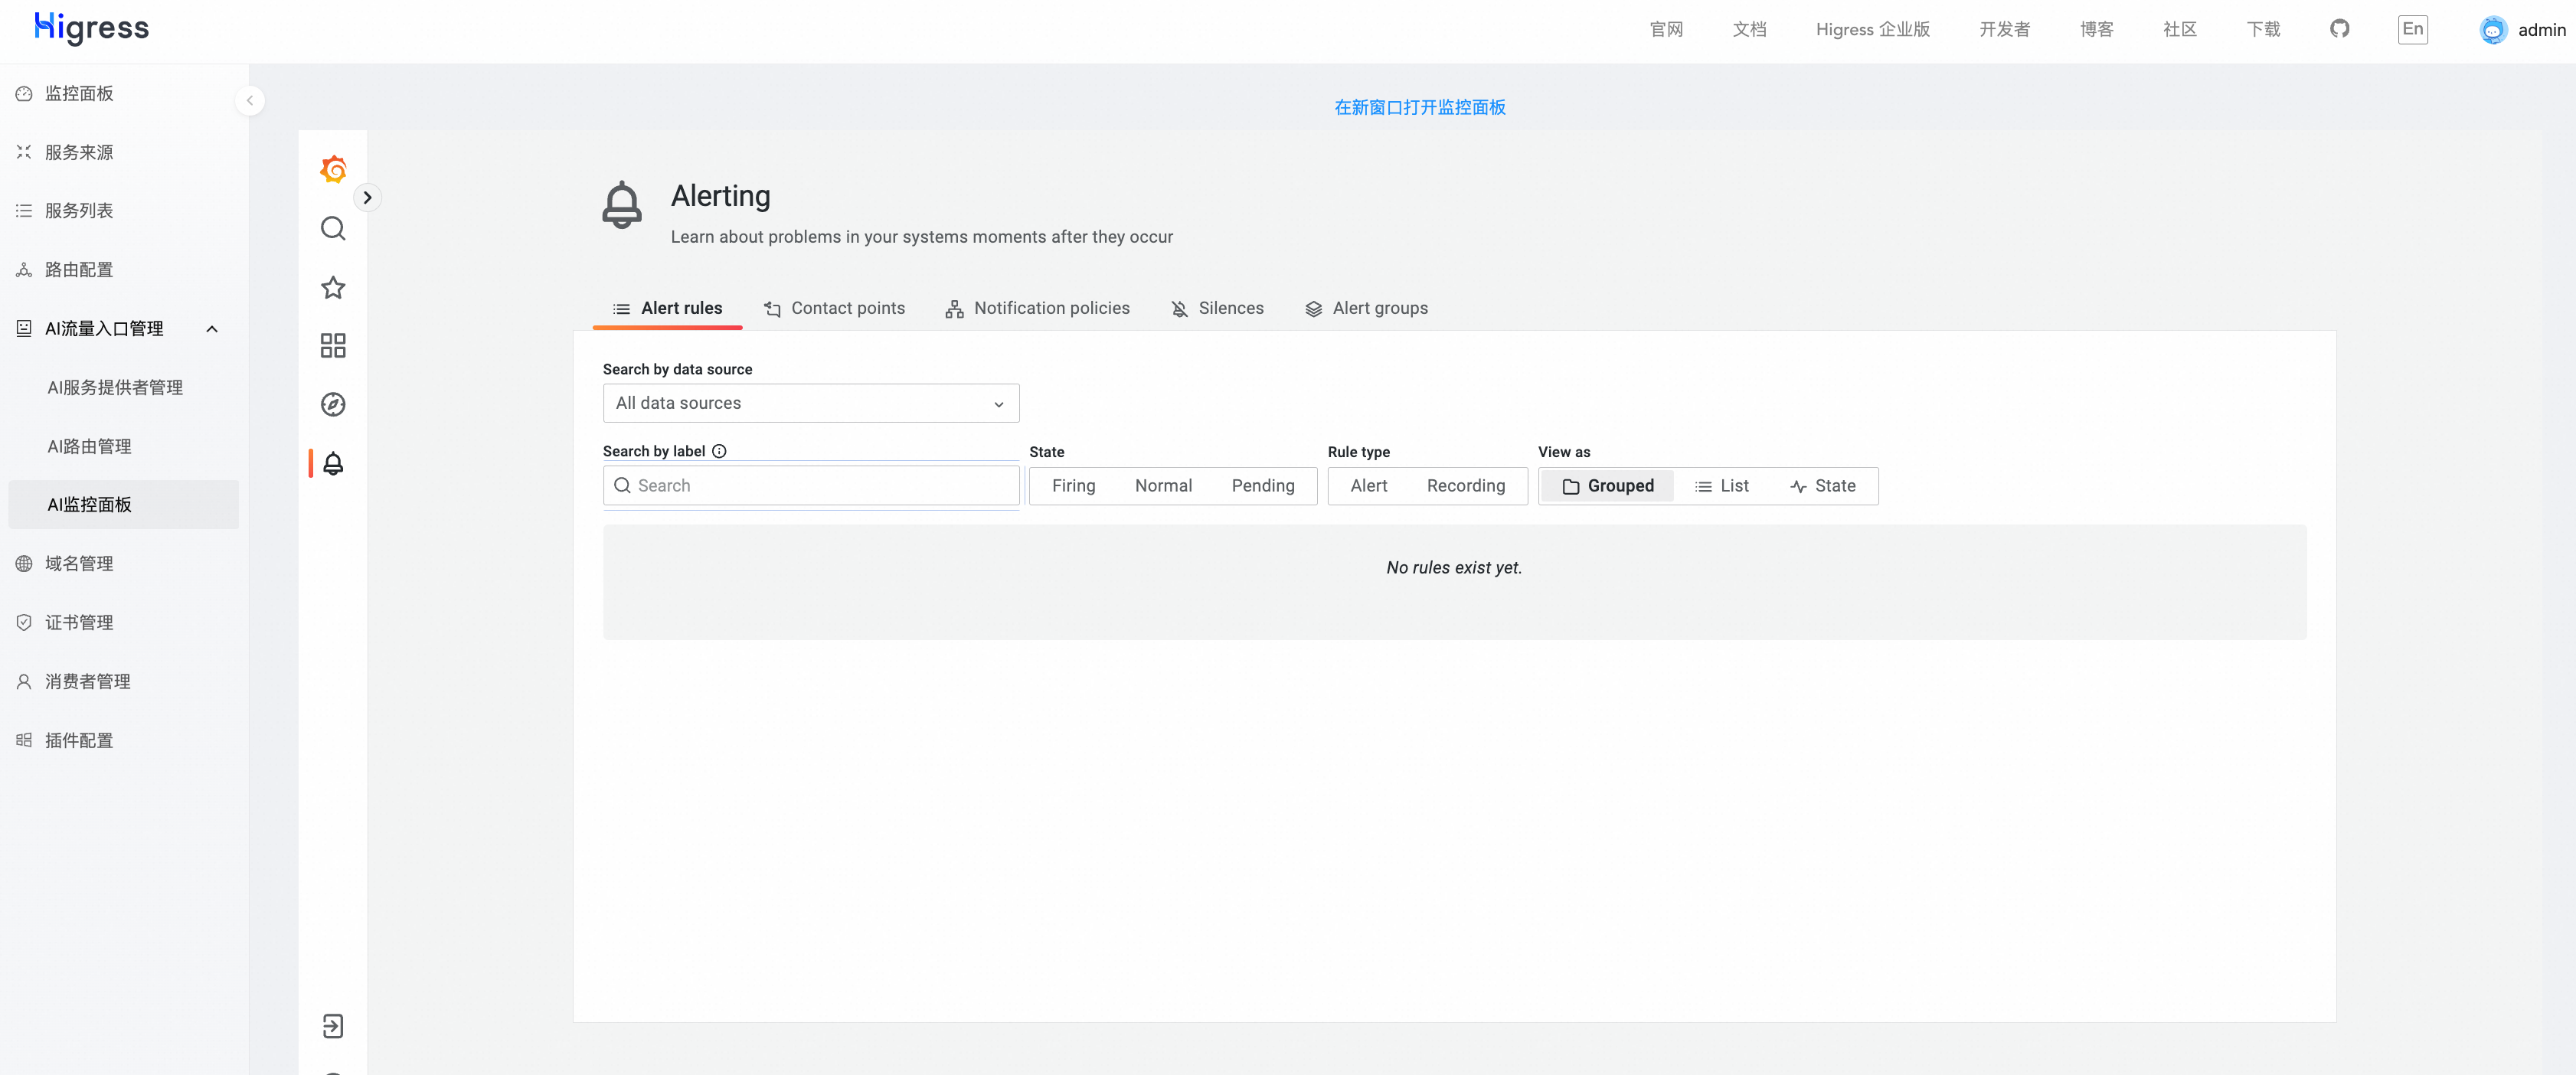 Higress
官网
文档
Higress 企业版
开发者
博客
社区
下载
En
admin
监控面板
服务来源
服务列表
路由配置
AI流量入口管理
AI服务提供者管理
AI路由管理
AI监控面板
域名管理
证书管理
消费者管理
插件配置
在新窗口打开监控面板
Alerting
Learn about problems in your systems moments after they occur
Alert rules
Contact points
Notification policies
Silences
Alert groups
Search by data source
All data sources
Search by label
Search
State
Firing
Normal
Pending
Rule type
Alert
Recording
View as
Grouped
List
State
No rules exist yet.